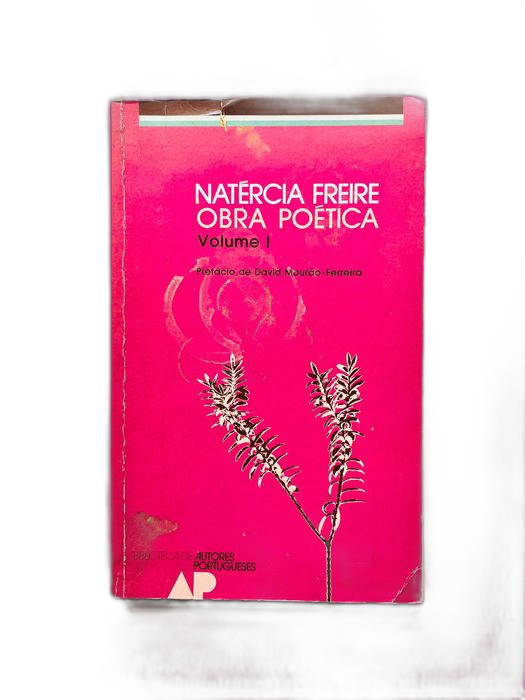 NATÉRCIA FREIRE
OBRA POÉTICA
Volume I
Prefácio de David Mourão-Ferreira
BIBLIOTECA DE AUTORES
PORTUGUESES
AP